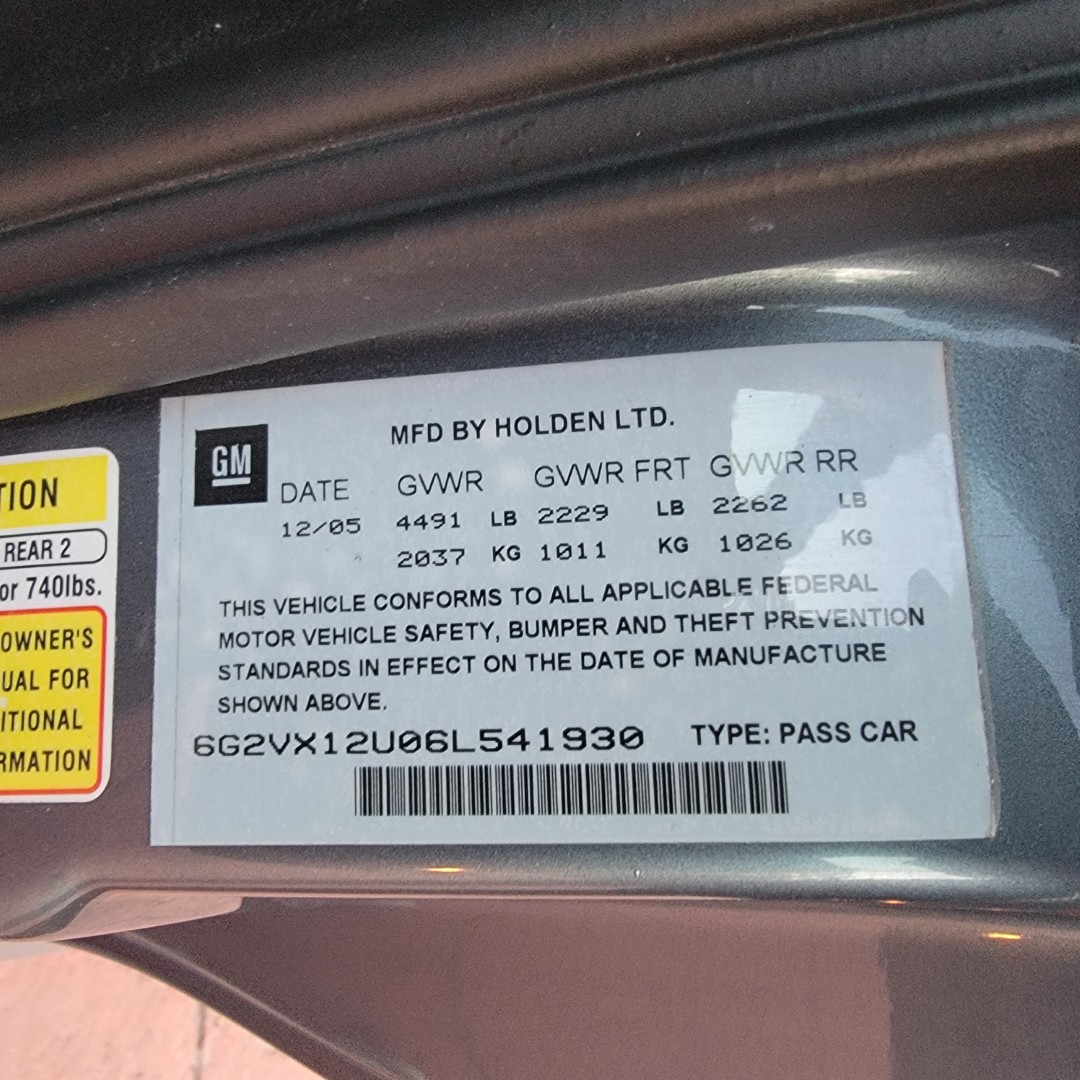 TION
REAR 2
or 740lbs.
OWNER'S
UAL FOR
ITIONAL
RMATION
GM
MFD BY HOLDEN LTD.
DATE GVWR GVWR FRT GVWR RR
12/05 4491 LB 2229 LB 2262 LB
2037 KG 1011 KG 1026 KG
THIS VEHICLE CONFORMS TO ALL APPLICABLE FEDERAL
MOTOR VEHICLE SAFETY, BUMPER AND THEFT PREVENTION
STANDARDS IN EFFECT ON THE DATE OF MANUFACTURE
SHOWN ABOVE.
6G2VX12U06L541930 TYPE: PASS CAR